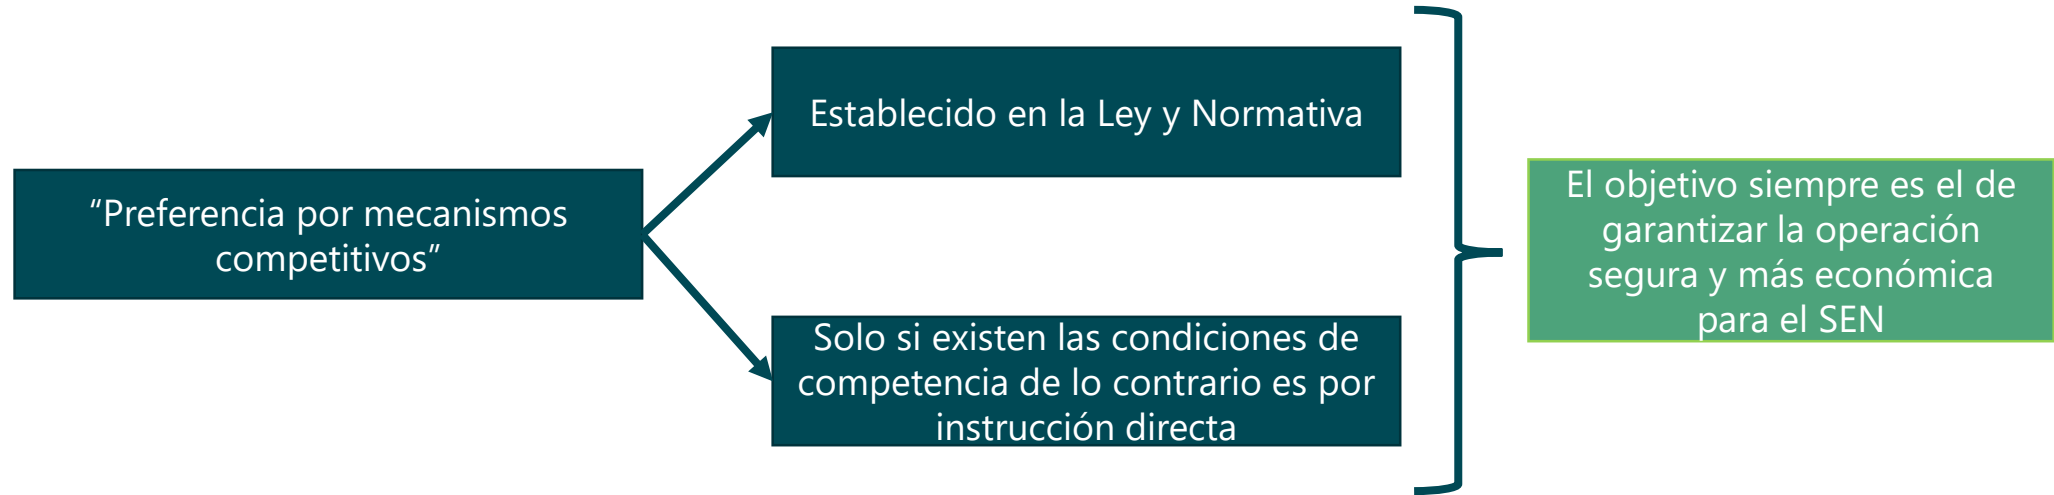 “Preferencia por mecanismos
competitivos”
Establecido en la Ley y Normativa
Solo si existen las condiciones de
competencia de lo contrario es por
instrucción directa
El objetivo siempre es el de
garantizar la operación
segura y más económica
para el SEN